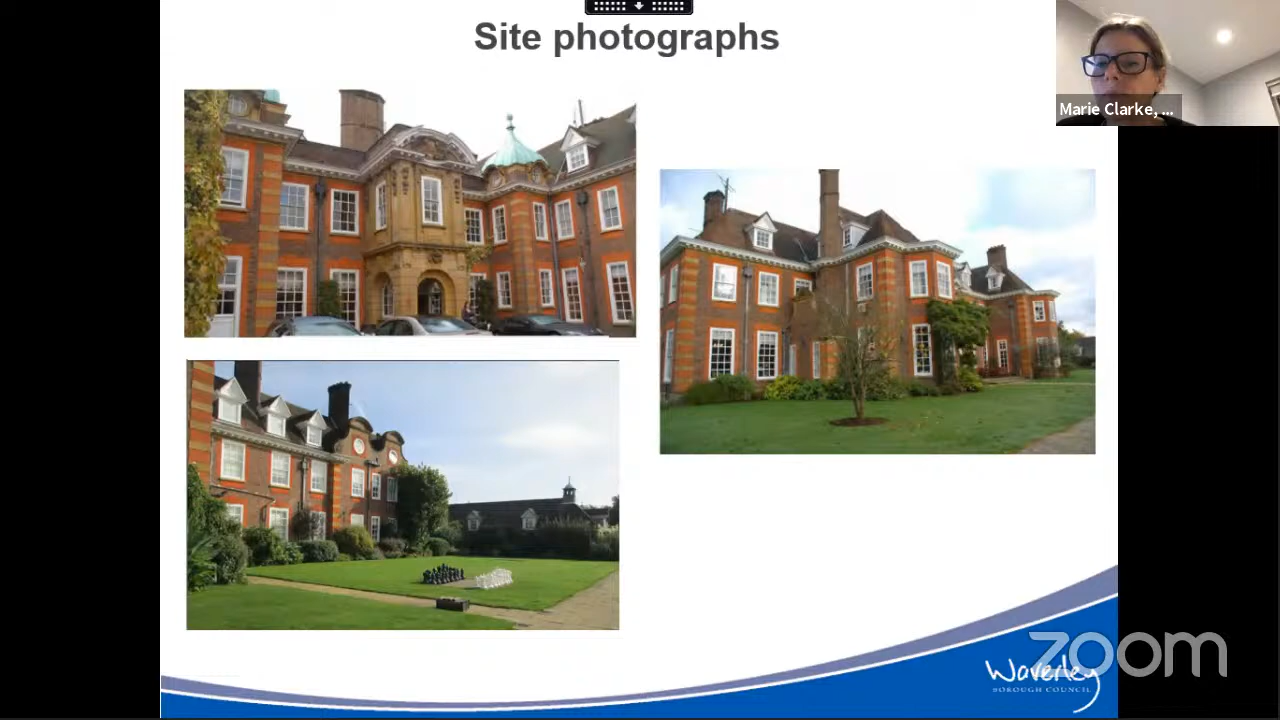 Site photographs
Marie Clarke, ...
zoom
Waverley
BOROUGH COUNCIL